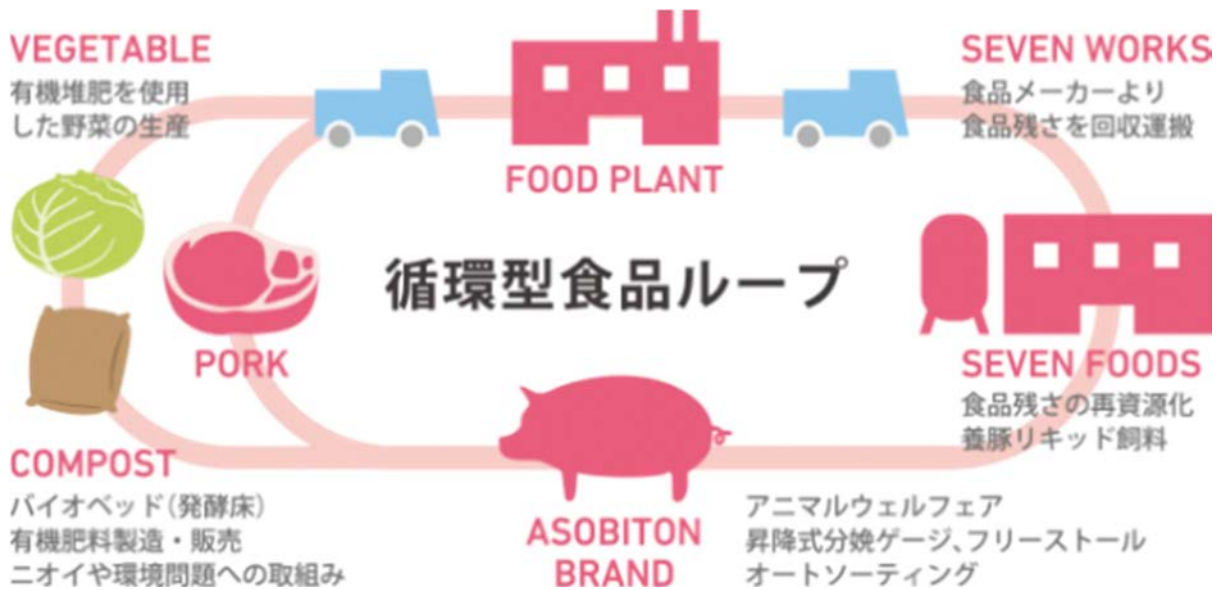 VEGETABLE
有機堆肥を使用
した野菜の生産
FOOD PLANT
SEVEN WORKS
食品メーカーより
食品残さを回収運搬
循環型食品ループ
PORK
SEVEN FOODS
食品残さの再資源化
養豚リキッド飼料
COMPOST
バイオベッド(発酵床)
有機肥料製造・販売
ニオイや環境問題への取組み
ASOBITON
BRAND
アニマルウェルフェア
昇降式分娩ゲージ、フリーストール
オートソーティング